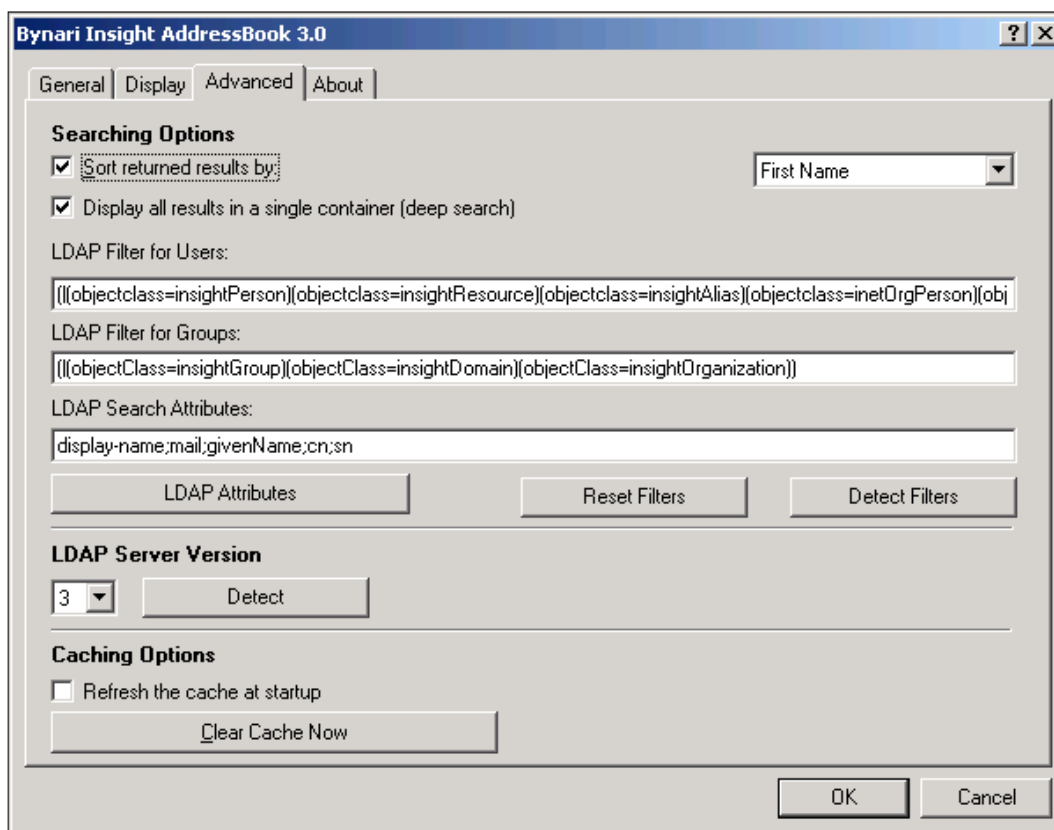 Bynari Insight AddressBook 3.0
General Display Advanced About
Searching Options
Sort returned results by: First Name
Display all results in a single container (deep search)
LDAP Filter for Users:
(|(objectclass=insightPerson)(objectclass=insightResource)(objectclass=insightAlias)(objectclass=inetOrgPerson)(obj
LDAP Filter for Groups:
(|(objectClass=insightGroup)(objectClass=insightDomain)(objectClass=insightOrganization))
LDAP Search Attributes:
display-name;mail;givenName;cn;sn
LDAP Attributes Reset Filters Detect Filters
LDAP Server Version
3 Detect
Caching Options
Refresh the cache at startup
Clear Cache Now
OK Cancel